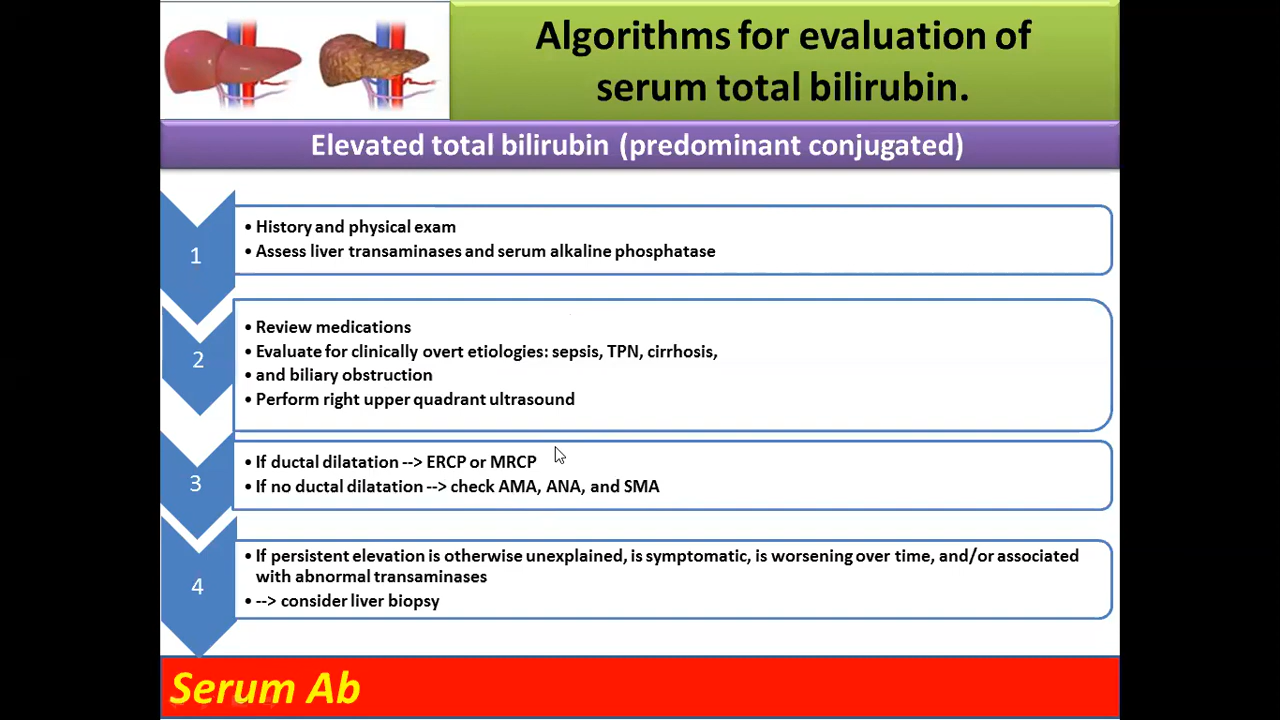 Algorithms for evaluation of
serum total bilirubin.
Elevated total bilirubin (predominant conjugated)
1
• History and physical exam
• Assess liver transaminases and serum alkaline phosphatase
2
• Review medications
• Evaluate for clinically overt etiologies: sepsis, TPN, cirrhosis,
• and biliary obstruction
• Perform right upper quadrant ultrasound
3
• If ductal dilatation --> ERCP or MRCP
• If no ductal dilatation --> check AMA, ANA, and SMA
4
• If persistent elevation is otherwise unexplained, is symptomatic, is worsening over time, and/or associated
with abnormal transaminases
• --> consider liver biopsy
Serum Ab